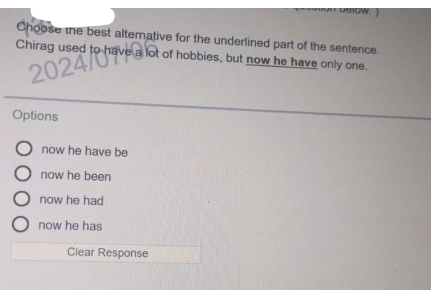 below. )
Choose the best alternative for the underlined part of the sentence.
Chirag used to have a lot of hobbies, but now he have only one.
Options
now he have be
now he been
now he had
now he has
Clear Response